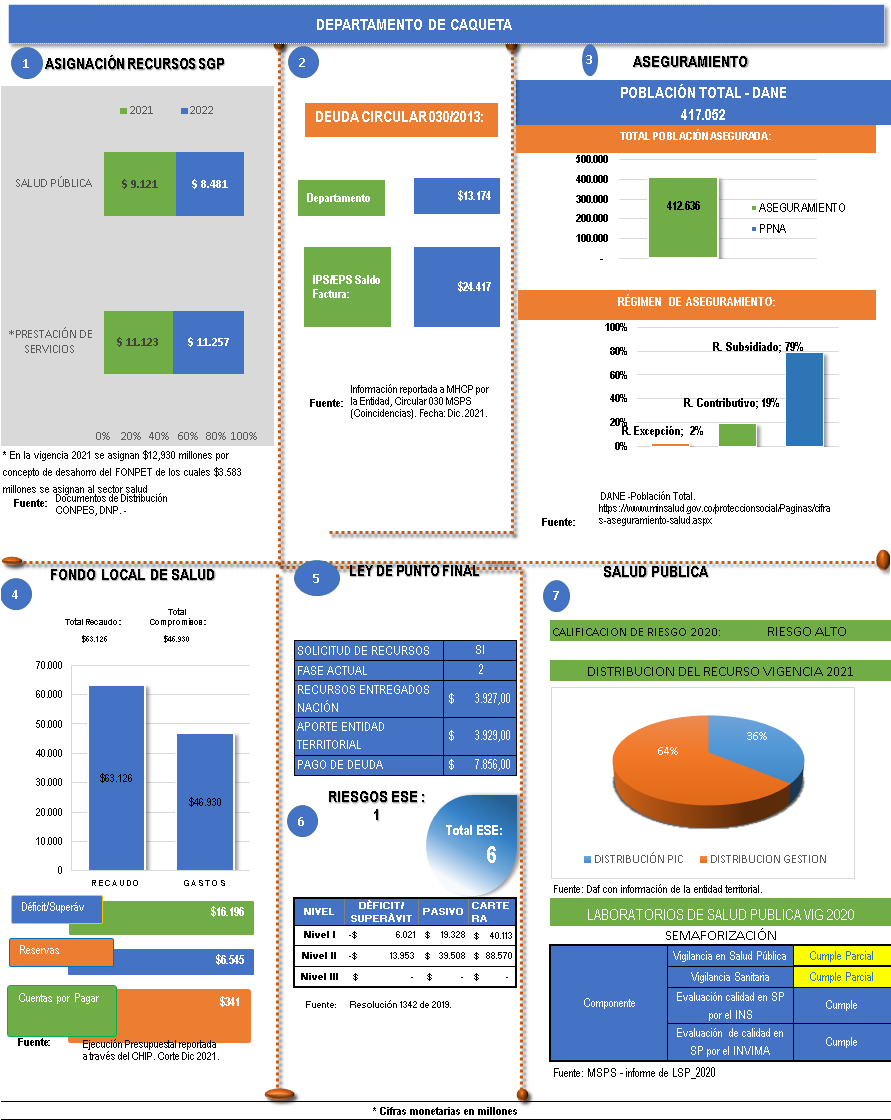 DEPARTAMENTO DE CAQUETA
1
ASIGNACIÓN RECURSOS SGP
2021
2022
SALUD PÚBLICA
$ 9.121
$ 8.481
*PRESTACIÓN DE
SERVICIOS
$ 11.123
$ 11.257
0% 20% 40% 60% 80% 100%
* En la vigencia 2021 se asignan $12,930 millones por
concepto de desahorro del FONPET de los cuales $3.583
millones se asignan al sector salud
Fuente:
Documentos de Distribución
CONPES, DNP. -
2
DEUDA CIRCULAR 030/2013:
Departamento
$13.174
IPS/EPS Saldo
Factura:
$24.417
Fuente:
Información reportada a MHCP por
la Entidad, Circular 030 MSPS
(Coincidencias). Fecha: Dic. 2021.
3
ASEGURAMIENTO
POBLACIÓN TOTAL - DANE
417.052
TOTAL POBLACIÓN ASEGURADA:
500.000
400.000
300.000
200.000
100.000
-
412.636
ASEGURAMIENTO
PPNA
RÉGIMEN DE ASEGURAMIENTO:
100%
80%
60%
40%
20%
0%
R. Subsidiado; 79%
R. Contributivo; 19%
R. Excepción; 2%
DANE -Población Total.
https://www.minsalud.gov.co/proteccionsocial/Paginas/cifra
s-aseguramiento-salud.aspx
Fuente:
4
FONDO LOCAL DE SALUD
Total Recaudo:
$63.126
Total
Compromisos:
$46.930
70.000
60.000
50.000
40.000
30.000
20.000
10.000
0
$63.126
$46.930
RECAUDO
GASTOS
Déficit/Superáv
$16.196
Reservas
$6.545
Cuentas por Pagar
$341
Fuente:
Ejecución Presupuestal reportada
a través del CHIP. Corte Dic 2021.
5
LEY DE PUNTO FINAL
SOLICITUD DE RECURSOS SI
FASE ACTUAL 2
RECURSOS ENTREGADOS
NACIÓN
$ 3.927,00
APORTE ENTIDAD
TERRITORIAL
$ 3.929,00
PAGO DE DEUDA $ 7.856,00
6
RIESGOS ESE :
1
Total ESE:
6
NIVEL
DÈFICIT/
SUPERÀVIT
PASIVO
CARTE
RA
Nivel I -$ 6.021 $ 19.328 $ 40.113
Nivel II -$ 13.953 $ 39.508 $ 88.570
Nivel III $ - $ - $ -
Fuente: Resolución 1342 de 2019.
7
SALUD PUBLICA
CALIFICACION DE RIESGO 2020: RIESGO ALTO
DISTRIBUCION DEL RECURSO VIGENCIA 2021
36%
64%
DISTRIBUCIÓN PIC
DISTRIBUCION GESTION
Fuente: Daf con información de la entidad territorial.
LABORATORIOS DE SALUD PUBLICA VIG 2020
SEMAFORIZACIÓN
Componente
Vigilancia en Salud Pública Cumple Parcial
Vigilancia Sanitaria Cumple Parcial
Evaluación calidad en SP
por el INS
Cumple
Evaluación de calidad en
SP por el INVIMA
Cumple
Fuente: MSPS - informe de LSP_2020
* Cifras monetarias en millones